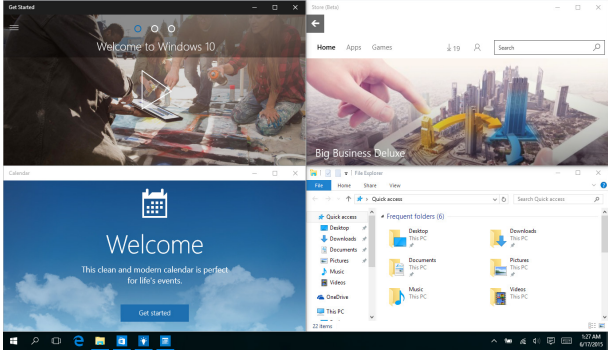 Get Started
Welcome to Windows 10
Store (Beta)
Home Apps Games 19 Search
Big Business Deluxe
Calendar
Welcome
This clean and modern calendar is perfect
for life's events.
Get started
File Explorer
File Home Share View
Quick access Search Quick access
Quick access
Desktop
Downloads
Documents
Pictures
Music
Videos
OneDrive
This PC
Frequent folders (6)
Desktop
This PC
Downloads
This PC
Documents
This PC
Pictures
This PC
Music
This PC
Videos
This PC
22 items
1:27 AM
6/17/2015